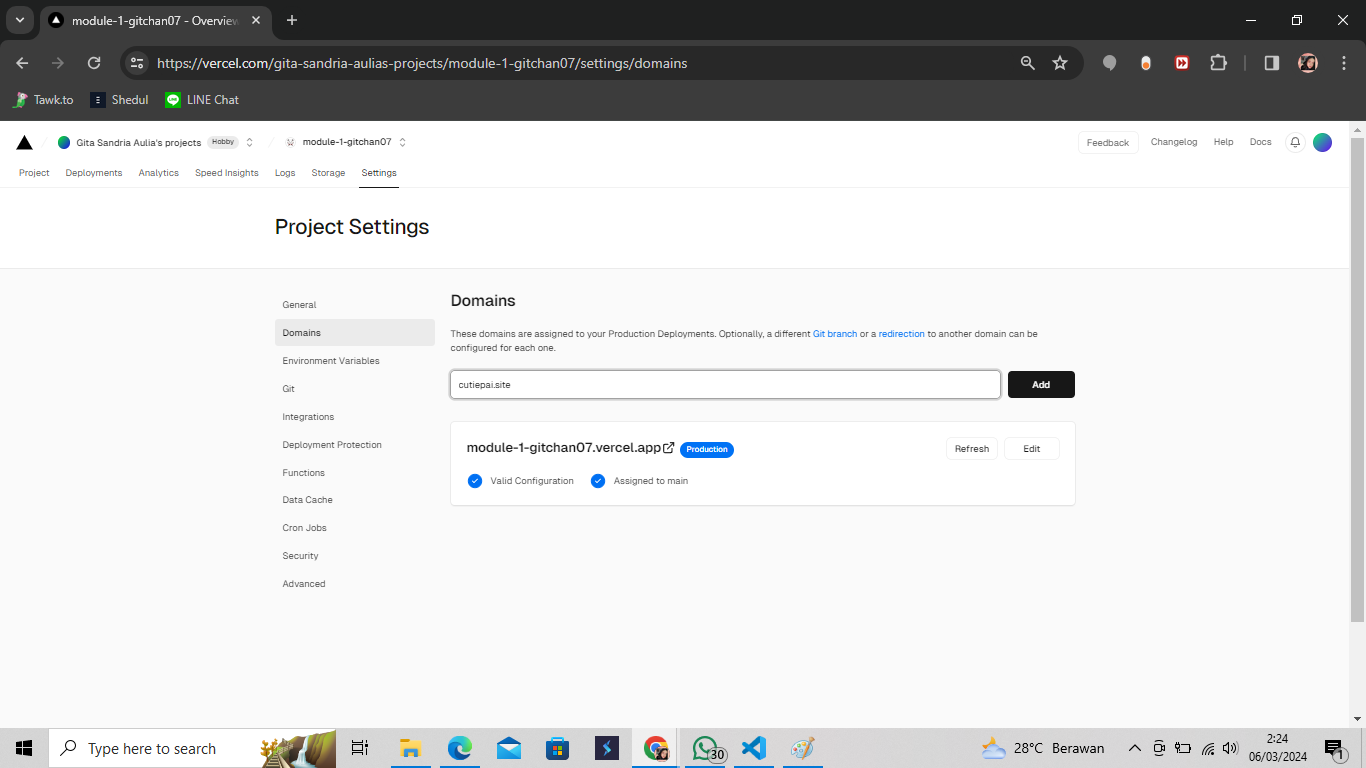 module-1-gitchan07 - Overview
https://vercel.com/gita-sandria-aulias-projects/module-1-gitchan07/settings/domains
Tawk.to
Shedul
LINE Chat
Gita Sandria Aulia's projects Hobby
module-1-gitchan07
Feedback Changelog Help Docs
Project Deployments Analytics Speed Insights Logs Storage Settings
Project Settings
General
Domains
Environment Variables
Git
Integrations
Deployment Protection
Functions
Data Cache
Cron Jobs
Security
Advanced
Domains
These domains are assigned to your Production Deployments. Optionally, a different Git branch or a redirection to another domain can be
configured for each one.
cutiepai.site
Add
module-1-gitchan07.vercel.app Production
Refresh Edit
Valid Configuration Assigned to main
Type here to search
30
28°C Berawan
2:24
06/03/2024
1